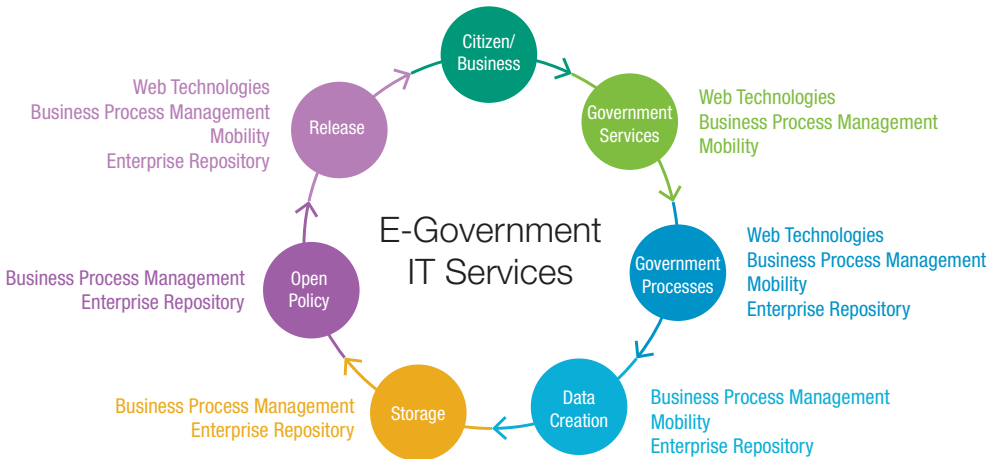 Citizen/
Business
Government
Services
Web Technologies
Business Process Management
Mobility
Government
Processes
Web Technologies
Business Process Management
Mobility
Enterprise Repository
Data
Creation
Business Process Management
Mobility
Enterprise Repository
Storage
Business Process Management
Enterprise Repository
Open
Policy
Business Process Management
Enterprise Repository
Release
Web Technologies
Business Process Management
Mobility
Enterprise Repository
E-Government
IT Services